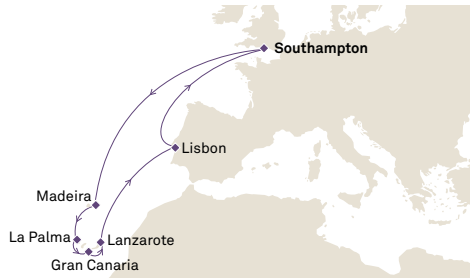 Southampton
Lisbon
Madeira
La Palma
Lanzarote
Gran Canaria